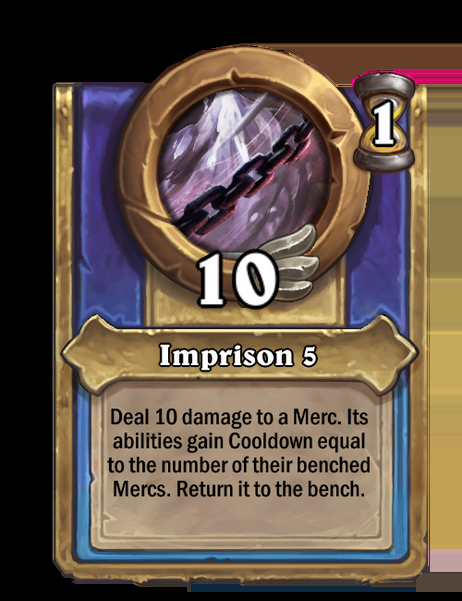 1
10
Imprison 5
Deal 10 damage to a Merc. Its
abilities gain Cooldown equal
to the number of their benched
Mercs. Return it to the bench.